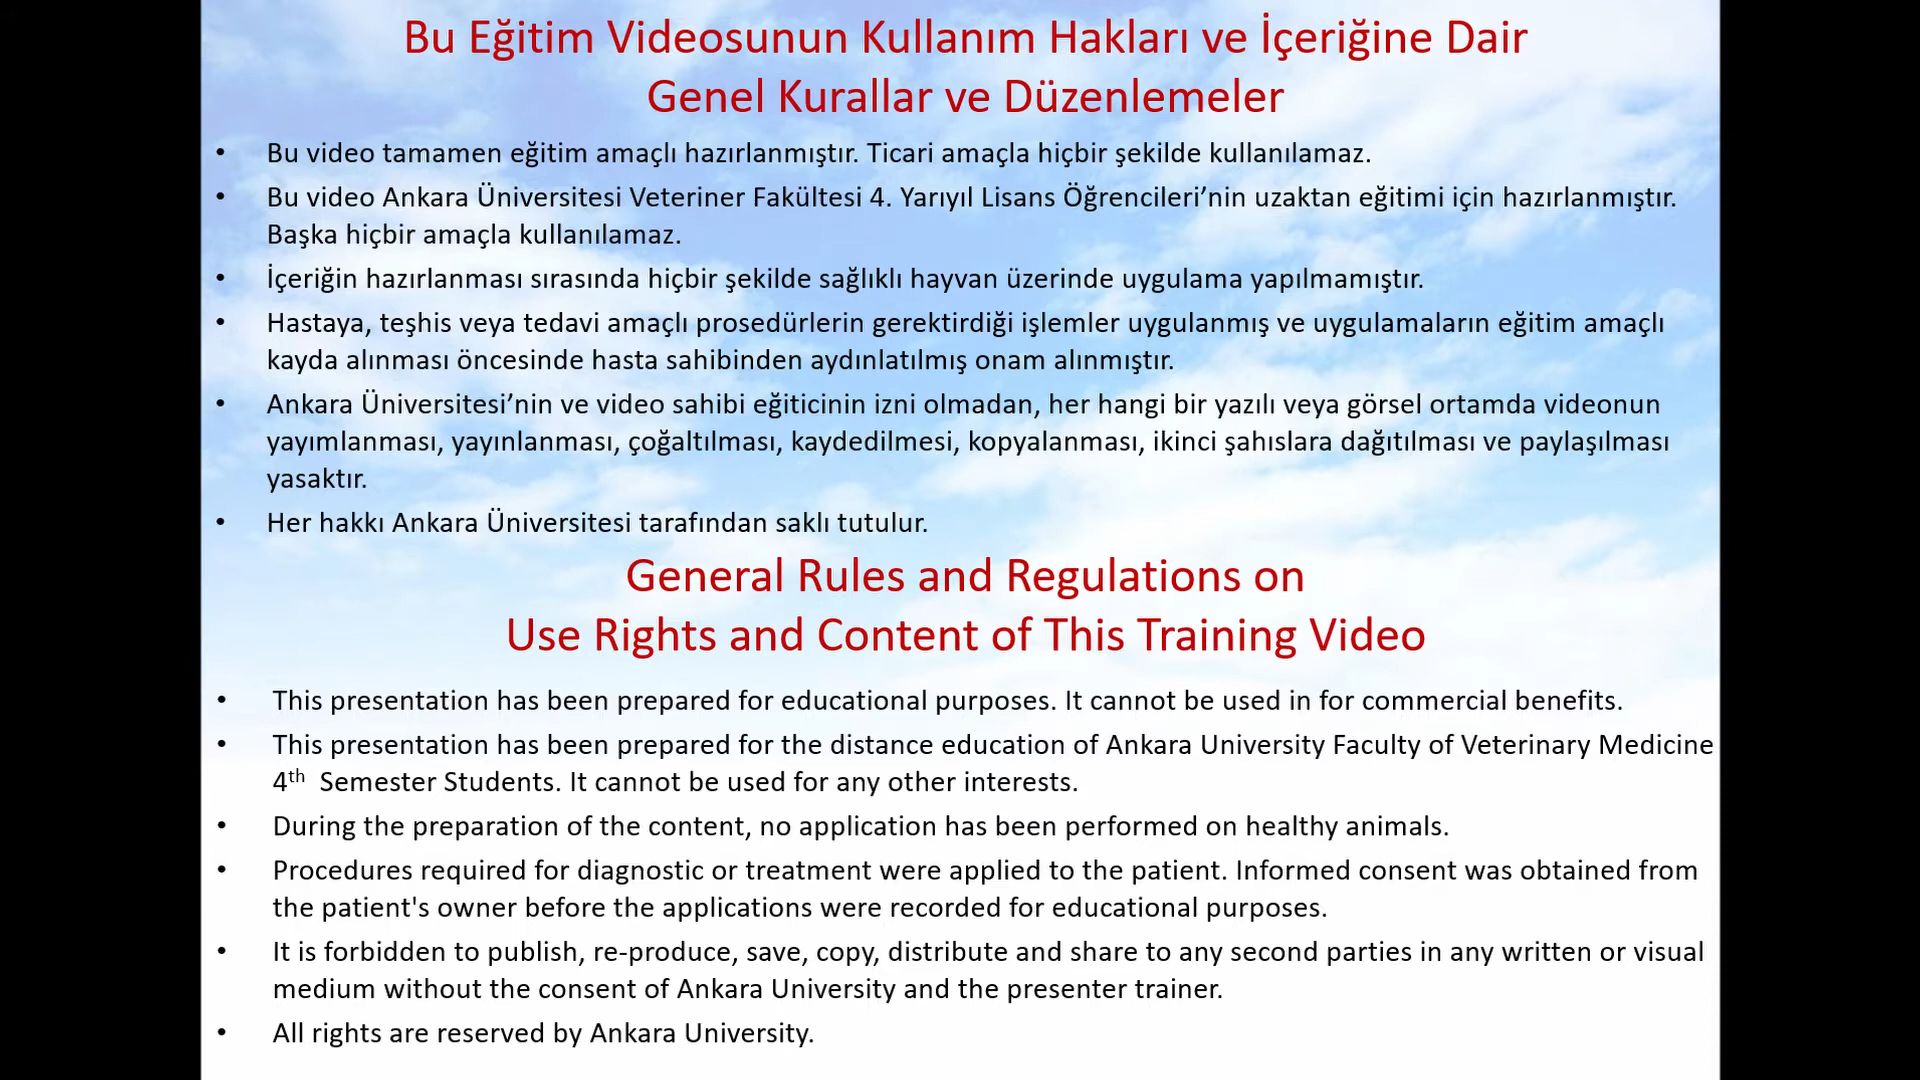 Bu Eğitim Videosunun Kullanım Hakları ve İçeriğine Dair
Genel Kurallar ve Düzenlemeler
• Bu video tamamen eğitim amaçlı hazırlanmıştır. Ticari amaçla hiçbir şekilde kullanılamaz.
• Bu video Ankara Üniversitesi Veteriner Fakültesi 4. Yarıyıl Lisans Öğrencileri’nin uzaktan eğitimi için hazırlanmıştır.
Başka hiçbir amaçla kullanılamaz.
• İçeriğin hazırlanması sırasında hiçbir şekilde sağlıklı hayvan üzerinde uygulama yapılmamıştır.
• Hastaya, teşhis veya tedavi amaçlı prosedürlerin gerektirdiği işlemler uygulanmış ve uygulamaların eğitim amaçlı
kayda alınması öncesinde hasta sahibinden aydınlatılmış onam alınmıştır.
• Ankara Üniversitesi’nin ve video sahibi eğiticinin izni olmadan, her hangi bir yazılı veya görsel ortamda videonun
yayımlanması, yayınlanması, çoğaltılması, kaydedilmesi, kopyalanması, ikinci şahıslara dağıtılması ve paylaşılması
yasaktır.
• Her hakkı Ankara Üniversitesi tarafından saklı tutulur.
General Rules and Regulations on
Use Rights and Content of This Training Video
• This presentation has been prepared for educational purposes. It cannot be used in for commercial benefits.
• This presentation has been prepared for the distance education of Ankara University Faculty of Veterinary Medicine
4th Semester Students. It cannot be used for any other interests.
• During the preparation of the content, no application has been performed on healthy animals.
• Procedures required for diagnostic or treatment were applied to the patient. Informed consent was obtained from
the patient's owner before the applications were recorded for educational purposes.
• It is forbidden to publish, re-produce, save, copy, distribute and share to any second parties in any written or visual
medium without the consent of Ankara University and the presenter trainer.
• All rights are reserved by Ankara University.